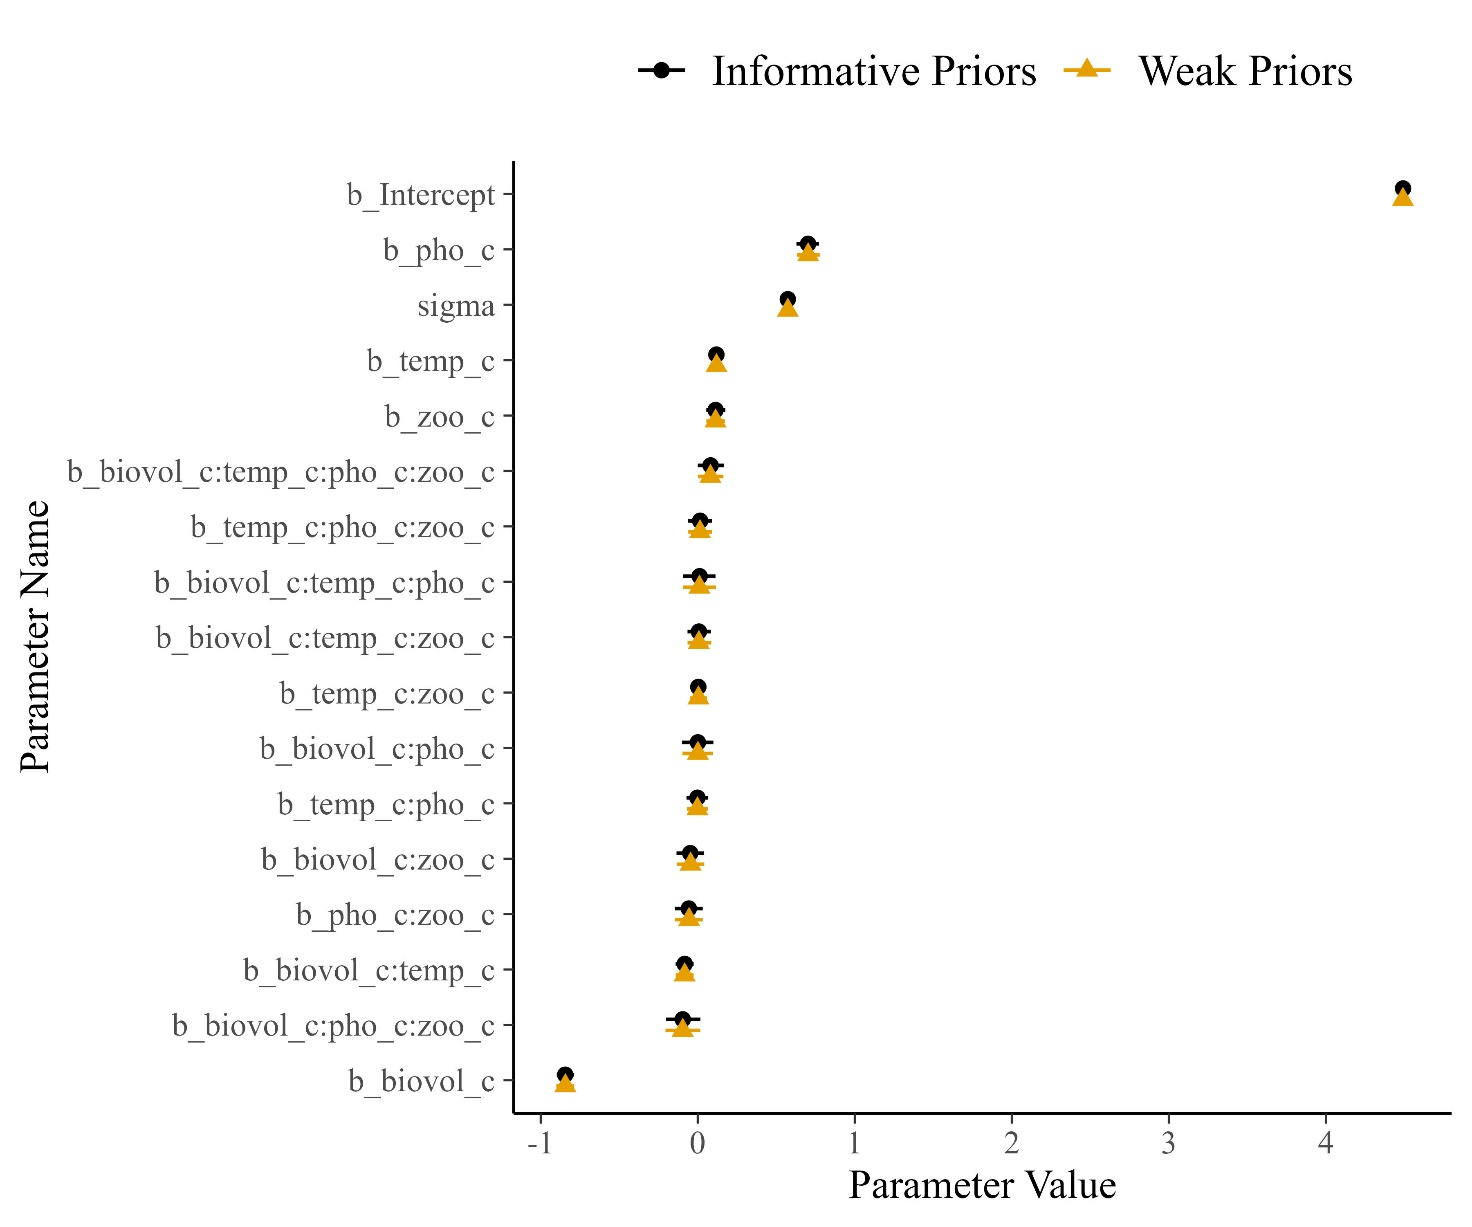 Informative Priors Weak Priors
b_Intercept
b_pho_c
sigma
b_temp_c
b_zoo_c
b_biovol_c:temp_c:pho_c:zoo_c
b_temp_c:pho_c:zoo_c
b_biovol_c:temp_c:pho_c
b_biovol_c:temp_c:zoo_c
b_temp_c:zoo_c
b_biovol_c:pho_c
b_temp_c:pho_c
b_biovol_c:zoo_c
b_pho_c:zoo_c
b_biovol_c:temp_c
b_biovol_c:pho_c:zoo_c
b_biovol_c
Parameter Name
-1 0 1 2 3 4
Parameter Value